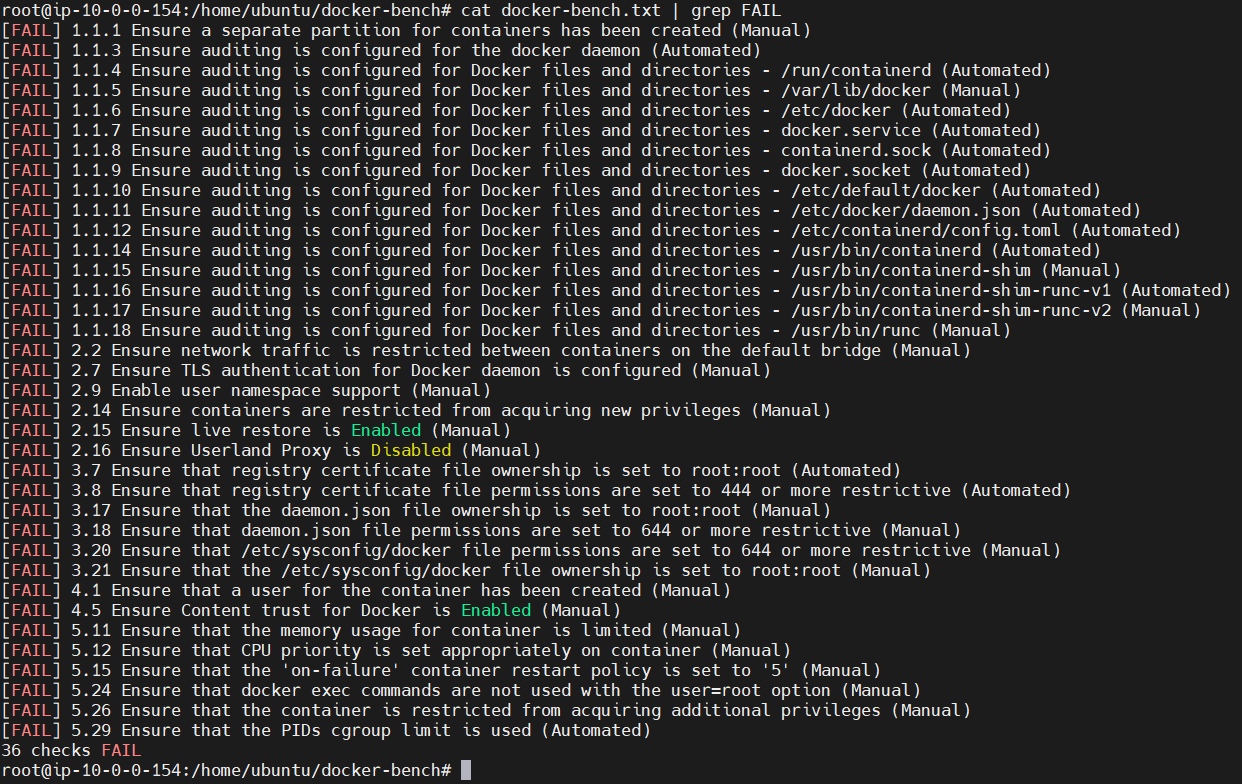 root@ip-10-0-0-154:/home/ubuntu/docker-bench# cat docker-bench.txt | grep FAIL
[FAIL] 1.1.1 Ensure a separate partition for containers has been created (Manual)
[FAIL] 1.1.3 Ensure auditing is configured for the docker daemon (Automated)
[FAIL] 1.1.4 Ensure auditing is configured for Docker files and directories - /run/containerd (Automated)
[FAIL] 1.1.5 Ensure auditing is configured for Docker files and directories - /var/lib/docker (Manual)
[FAIL] 1.1.6 Ensure auditing is configured for Docker files and directories - /etc/docker (Automated)
[FAIL] 1.1.7 Ensure auditing is configured for Docker files and directories - docker.service (Automated)
[FAIL] 1.1.8 Ensure auditing is configured for Docker files and directories - containerd.sock (Automated)
[FAIL] 1.1.9 Ensure auditing is configured for Docker files and directories - docker.socket (Automated)
[FAIL] 1.1.10 Ensure auditing is configured for Docker files and directories - /etc/default/docker (Automated)
[FAIL] 1.1.11 Ensure auditing is configured for Docker files and directories - /etc/docker/daemon.json (Automated)
[FAIL] 1.1.12 Ensure auditing is configured for Docker files and directories - /etc/containerd/config.toml (Automated)
[FAIL] 1.1.14 Ensure auditing is configured for Docker files and directories - /usr/bin/containerd (Automated)
[FAIL] 1.1.15 Ensure auditing is configured for Docker files and directories - /usr/bin/containerd-shim (Manual)
[FAIL] 1.1.16 Ensure auditing is configured for Docker files and directories - /usr/bin/containerd-shim-runc-v1 (Automated)
[FAIL] 1.1.17 Ensure auditing is configured for Docker files and directories - /usr/bin/containerd-shim-runc-v2 (Manual)
[FAIL] 1.1.18 Ensure auditing is configured for Docker files and directories - /usr/bin/runc (Manual)
[FAIL] 2.2 Ensure network traffic is restricted between containers on the default bridge (Manual)
[FAIL] 2.7 Ensure TLS authentication for Docker daemon is configured (Manual)
[FAIL] 2.9 Enable user namespace support (Manual)
[FAIL] 2.14 Ensure containers are restricted from acquiring new privileges (Manual)
[FAIL] 2.15 Ensure live restore is Enabled (Manual)
[FAIL] 2.16 Ensure Userland Proxy is Disabled (Manual)
[FAIL] 3.7 Ensure that registry certificate file ownership is set to root:root (Automated)
[FAIL] 3.8 Ensure that registry certificate file permissions are set to 444 or more restrictive (Automated)
[FAIL] 3.17 Ensure that the daemon.json file ownership is set to root:root (Manual)
[FAIL] 3.18 Ensure that daemon.json file permissions are set to 644 or more restrictive (Manual)
[FAIL] 3.20 Ensure that /etc/sysconfig/docker file permissions are set to 644 or more restrictive (Manual)
[FAIL] 3.21 Ensure that the /etc/sysconfig/docker file ownership is set to root:root (Manual)
[FAIL] 4.1 Ensure that a user for the container has been created (Manual)
[FAIL] 4.5 Ensure Content trust for Docker is Enabled (Manual)
[FAIL] 5.11 Ensure that the memory usage for container is limited (Manual)
[FAIL] 5.12 Ensure that CPU priority is set appropriately on container (Manual)
[FAIL] 5.15 Ensure that the 'on-failure' container restart policy is set to '5' (Manual)
[FAIL] 5.24 Ensure that docker exec commands are not used with the user=root option (Manual)
[FAIL] 5.26 Ensure that the container is restricted from acquiring additional privileges (Manual)
[FAIL] 5.29 Ensure that the PIDs cgroup limit is used (Automated)
36 checks FAIL
root@ip-10-0-0-154:/home/ubuntu/docker-bench#